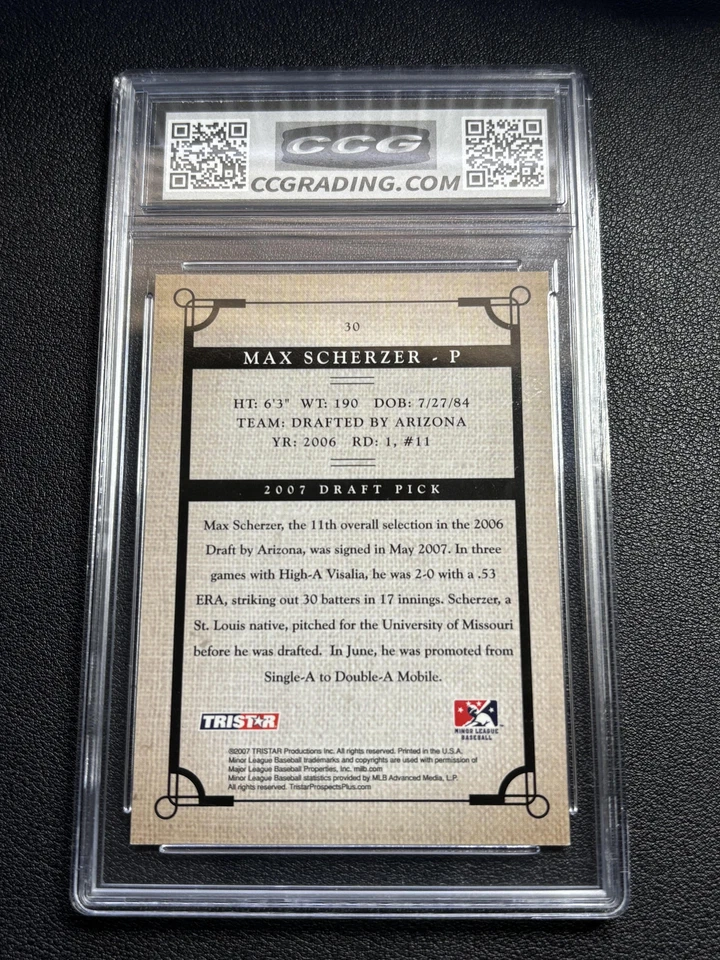 CCG
CCGRADING.COM
30
MAX SCHERZER - P
HT: 6'3" WT: 190 DOB: 7/27/84
TEAM: DRAFTED BY ARIZONA
YR: 2006 RD: 1, #11
2007 DRAFT PICK
Max Scherzer, the 11th overall selection in the 2006
Draft by Arizona, was signed in May 2007. In three
games with High-A Visalia, he was 2-0 with a .53
ERA, striking out 30 batters in 17 innings. Scherzer, a
St. Louis native, pitched for the University of Missouri
before he was drafted. In June, he was promoted from
Single-A to Double-A Mobile.
TRISTAR
MINOR LEAGUE
BASEBALL
©2007 TRISTAR Productions Inc. All rights reserved. Printed in the U.S.A.
Minor League Baseball trademarks and copyrights are used with permission of
Major League Baseball Properties, Inc. milb.com
Minor League Baseball statistics provided by MLB Advanced Media, L.P.
All rights reserved. TristarProspectsPlus.com